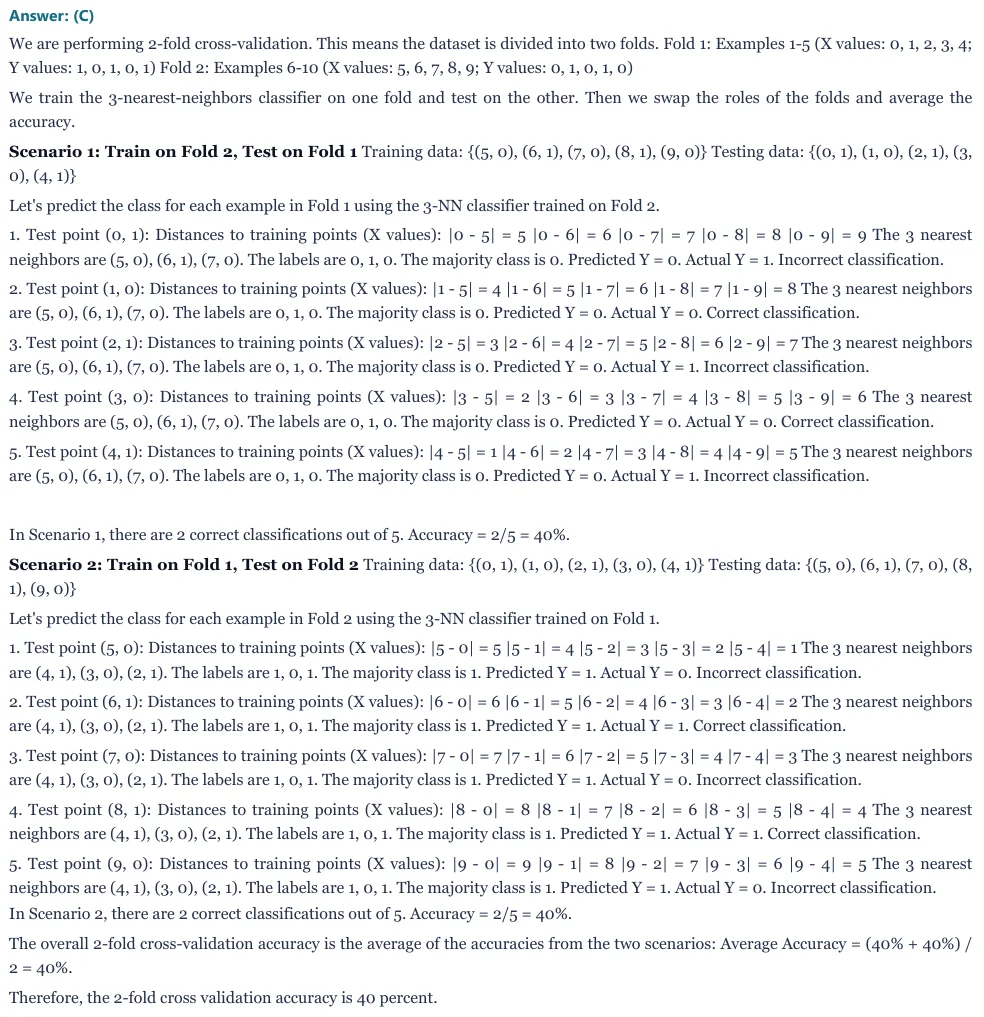 Answer: (C)
We are performing 2-fold cross-validation. This means the dataset is divided into two folds. Fold 1: Examples 1-5 (X values: 0, 1, 2, 3, 4;
Y values: 1, 0, 1, 0, 1) Fold 2: Examples 6-10 (X values: 5, 6, 7, 8, 9; Y values: 0, 1, 0, 1, 0)
We train the 3-nearest-neighbors classifier on one fold and test on the other. Then we swap the roles of the folds and average the
accuracy.
Scenario 1: Train on Fold 2, Test on Fold 1 Training data: {(5, 0), (6, 1), (7, 0), (8, 1), (9, 0)} Testing data: {(0, 1), (1, 0), (2, 1), (3,
0), (4, 1)}
Let's predict the class for each example in Fold 1 using the 3-NN classifier trained on Fold 2.
1. Test point (0, 1): Distances to training points (X values): |0 - 5| = 5 |0 - 6| = 6 |0 - 7| = 7 |0 - 8| = 8 |0 - 9| = 9 The 3 nearest
neighbors are (5, 0), (6, 1), (7, 0). The labels are 0, 1, 0. The majority class is 0. Predicted Y = 0. Actual Y = 1. Incorrect classification.
2. Test point (1, 0): Distances to training points (X values): |1 - 5| = 4 |1 - 6| = 5 |1 - 7| = 6 |1 - 8| = 7 |1 - 9| = 8 The 3 nearest neighbors
are (5, 0), (6, 1), (7, 0). The labels are 0, 1, 0. The majority class is 0. Predicted Y = 0. Actual Y = 0. Correct classification.
3. Test point (2, 1): Distances to training points (X values): |2 - 5| = 3 |2 - 6| = 4 |2 - 7| = 5 |2 - 8| = 6 |2 - 9| = 7 The 3 nearest neighbors
are (5, 0), (6, 1), (7, 0). The labels are 0, 1, 0. The majority class is 0. Predicted Y = 0. Actual Y = 1. Incorrect classification.
4. Test point (3, 0): Distances to training points (X values): |3 - 5| = 2 |3 - 6| = 3 |3 - 7| = 4 |3 - 8| = 5 |3 - 9| = 6 The 3 nearest
neighbors are (5, 0), (6, 1), (7, 0). The labels are 0, 1, 0. The majority class is 0. Predicted Y = 0. Actual Y = 0. Correct classification.
5. Test point (4, 1): Distances to training points (X values): |4 - 5| = 1 |4 - 6| = 2 |4 - 7| = 3 |4 - 8| = 4 |4 - 9| = 5 The 3 nearest neighbors
are (5, 0), (6, 1), (7, 0). The labels are 0, 1, 0. The majority class is 0. Predicted Y = 0. Actual Y = 1. Incorrect classification.
In Scenario 1, there are 2 correct classifications out of 5. Accuracy = 2/5 = 40%.
Scenario 2: Train on Fold 1, Test on Fold 2 Training data: {(0, 1), (1, 0), (2, 1), (3, 0), (4, 1)} Testing data: {(5, 0), (6, 1), (7, 0), (8,
1), (9, 0)}
Let's predict the class for each example in Fold 2 using the 3-NN classifier trained on Fold 1.
1. Test point (5, 0): Distances to training points (X values): |5 - 0| = 5 |5 - 1| = 4 |5 - 2| = 3 |5 - 3| = 2 |5 - 4| = 1 The 3 nearest neighbors
are (4, 1), (3, 0), (2, 1). The labels are 1, 0, 1. The majority class is 1. Predicted Y = 1. Actual Y = 0. Incorrect classification.
2. Test point (6, 1): Distances to training points (X values): |6 - 0| = 6 |6 - 1| = 5 |6 - 2| = 4 |6 - 3| = 3 |6 - 4| = 2 The 3 nearest neighbors
are (4, 1), (3, 0), (2, 1). The labels are 1, 0, 1. The majority class is 1. Predicted Y = 1. Actual Y = 1. Correct classification.
3. Test point (7, 0): Distances to training points (X values): |7 - 0| = 7 |7 - 1| = 6 |7 - 2| = 5 |7 - 3| = 4 |7 - 4| = 3 The 3 nearest neighbors
are (4, 1), (3, 0), (2, 1). The labels are 1, 0, 1. The majority class is 1. Predicted Y = 1. Actual Y = 0. Incorrect classification.
4. Test point (8, 1): Distances to training points (X values): |8 - 0| = 8 |8 - 1| = 7 |8 - 2| = 6 |8 - 3| = 5 |8 - 4| = 4 The 3 nearest
neighbors are (4, 1), (3, 0), (2, 1). The labels are 1, 0, 1. The majority class is 1. Predicted Y = 1. Actual Y = 1. Correct classification.
5. Test point (9, 0): Distances to training points (X values): |9 - 0| = 9 |9 - 1| = 8 |9 - 2| = 7 |9 - 3| = 6 |9 - 4| = 5 The 3 nearest
neighbors are (4, 1), (3, 0), (2, 1). The labels are 1, 0, 1. The majority class is 1. Predicted Y = 1. Actual Y = 0. Incorrect classification.
In Scenario 2, there are 2 correct classifications out of 5. Accuracy = 2/5 = 40%.
The overall 2-fold cross-validation accuracy is the average of the accuracies from the two scenarios: Average Accuracy = (40% + 40%) /
2 = 40%.
Therefore, the 2-fold cross validation accuracy is 40 percent.